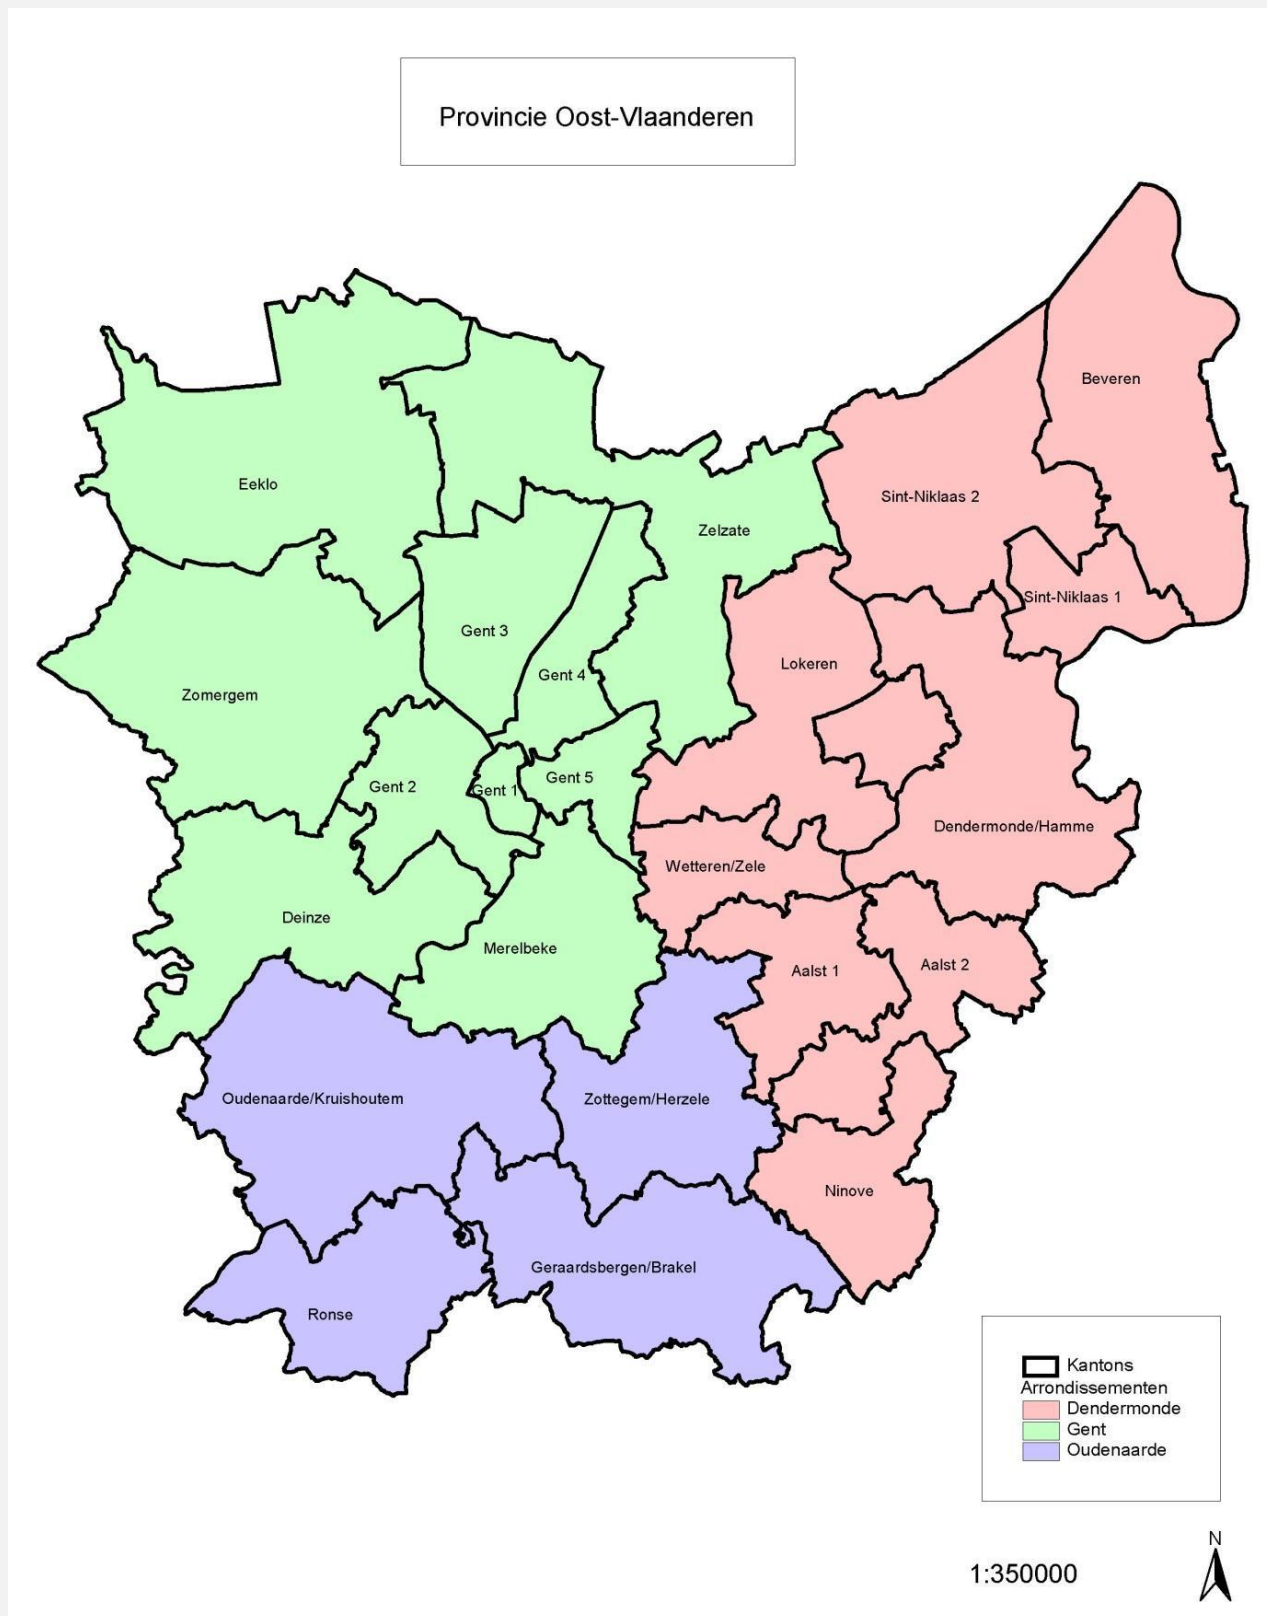 Provincie Oost-Vlaanderen
Beveren
Eeklo
Sint-Niklaas 2
Zelzate
Sint-Niklaas 1
Gent 3
Lokeren
Gent 4
Zomergem
Gent 5
Gent 2
Gent 1
Dendermonde/Hamme
Wetteren/Zele
Deinze
Merelbeke
Aalst 2
Aalst 1
Oudenaarde/Kruishoutem
Zottegem/Herzele
Ninove
Geraardsbergen/Brakel
Ronse
Kantons
Arrondissementen
Dendermonde
Gent
Oudenaarde
N
1:350000